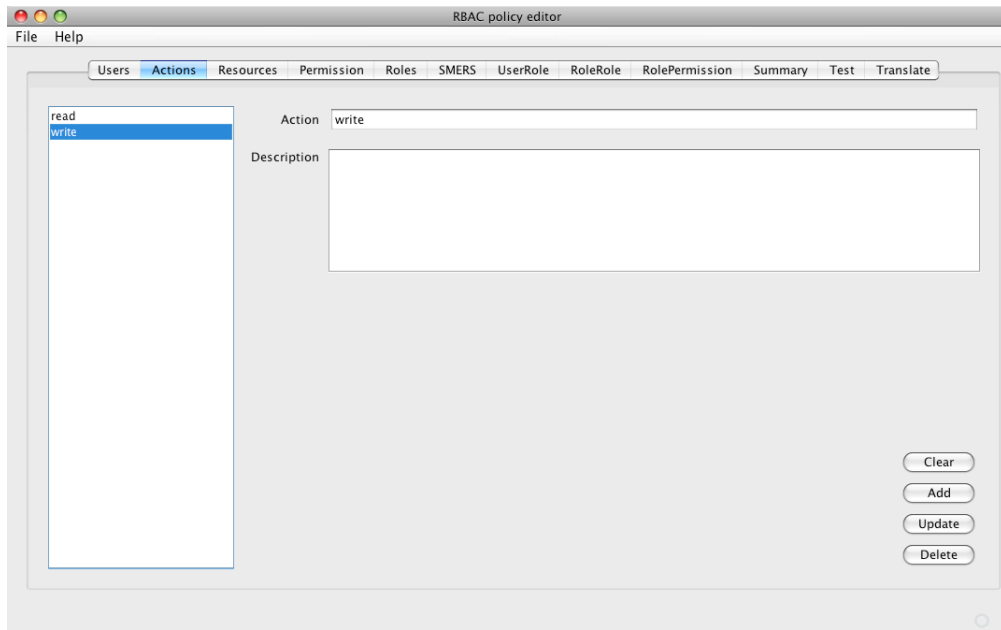 RBAC policy editor
File Help
Users Actions Resources Permission Roles SMERS UserRole RoleRole RolePermission Summary Test Translate
read
write
Action write
Description
Clear
Add
Update
Delete